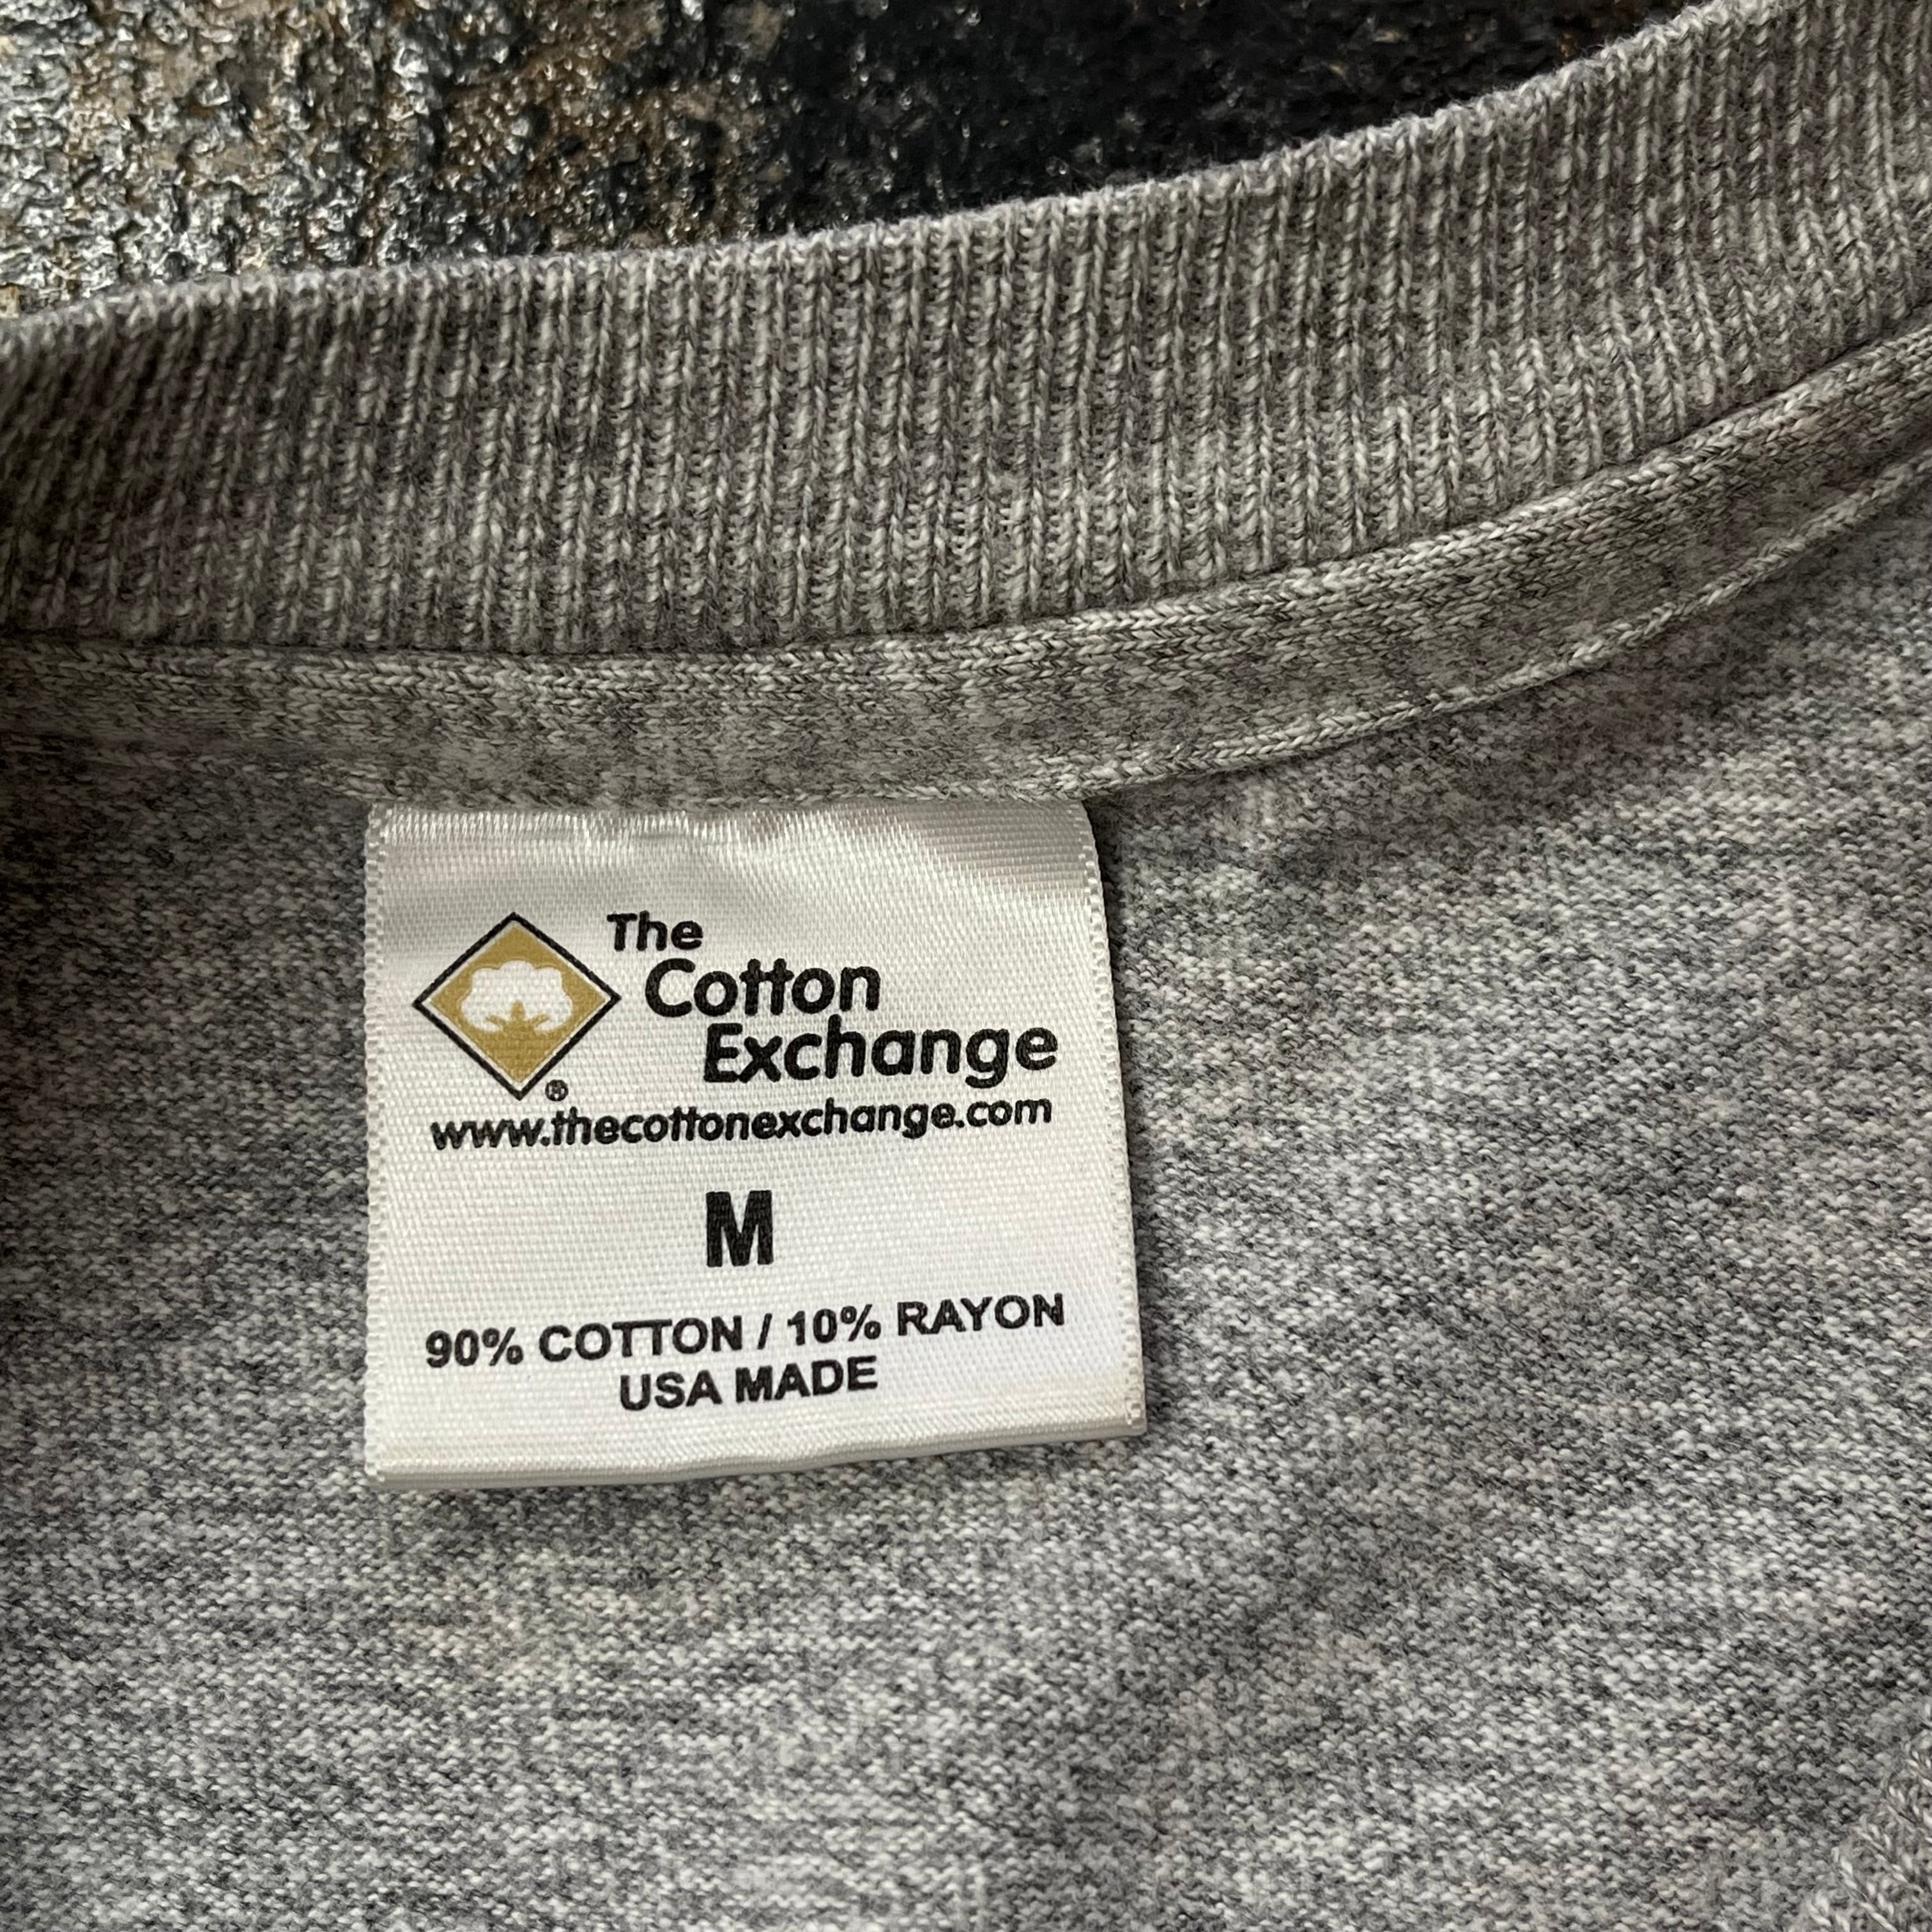 The
Cotton
Exchange
®
www.thecottonexchange.com
M
90% COTTON / 10% RAYON
USA MADE